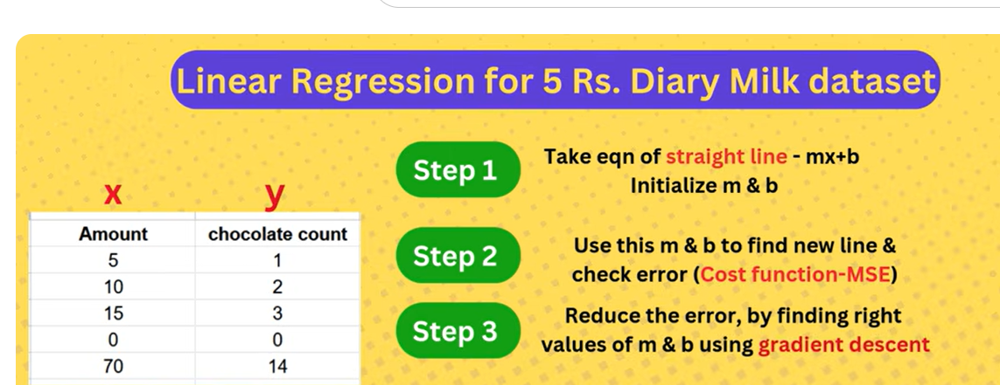 Linear Regression for 5 Rs. Diary Milk dataset
x y
Amount chocolate count
5 1
10 2
15 3
0 0
70 14
Step 1
Take eqn of straight line - mx+b
Initialize m & b
Step 2
Use this m & b to find new line &
check error (Cost function-MSE)
Step 3
Reduce the error, by finding right
values of m & b using gradient descent